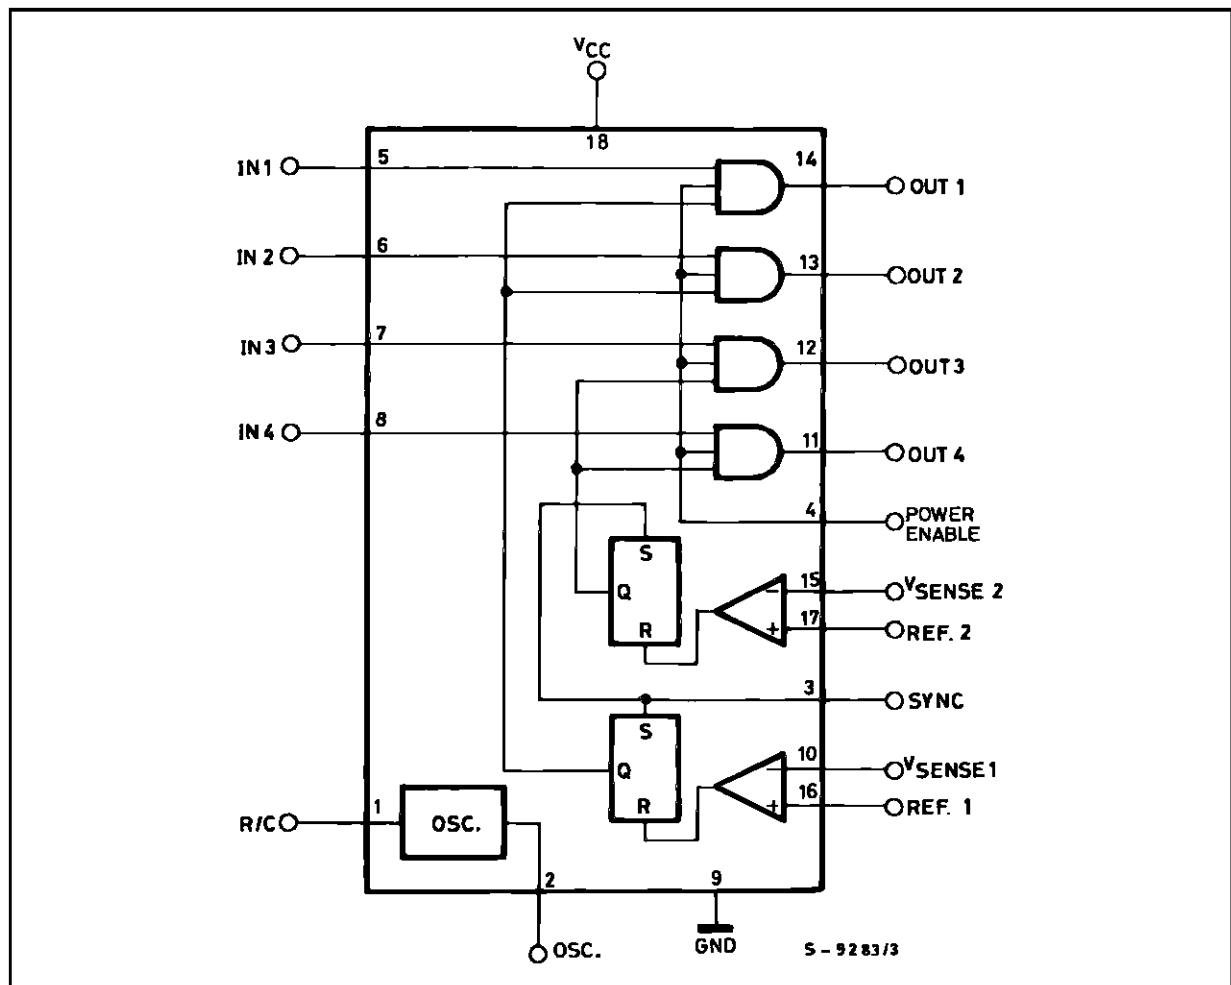 VCC
18
IN 1 5 14 OUT 1
IN 2 6 13 OUT 2
IN 3 7 12 OUT 3
IN 4 8 11 OUT 4
4 POWER
ENABLE
S
Q
R
− 15 VSENSE 2
+ 17 REF. 2
3 SYNC
S
Q
R
− 10 VSENSE 1
+ 16 REF. 1
R/C 1 OSC.
2 9
OSC. GND S - 9283/3